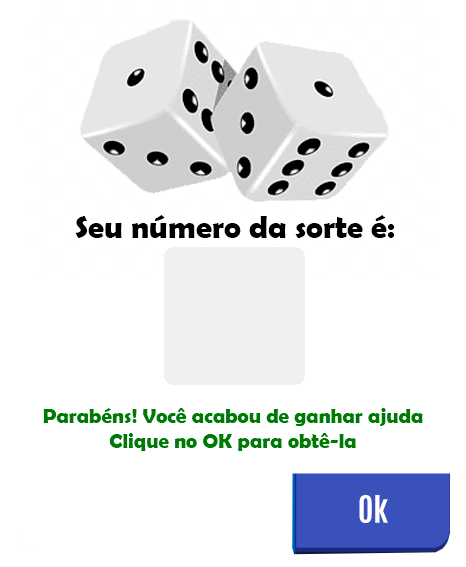 Seu número da sorte é:
Parabéns! Você acabou de ganhar ajuda
Clique no OK para obtê-la
Ok